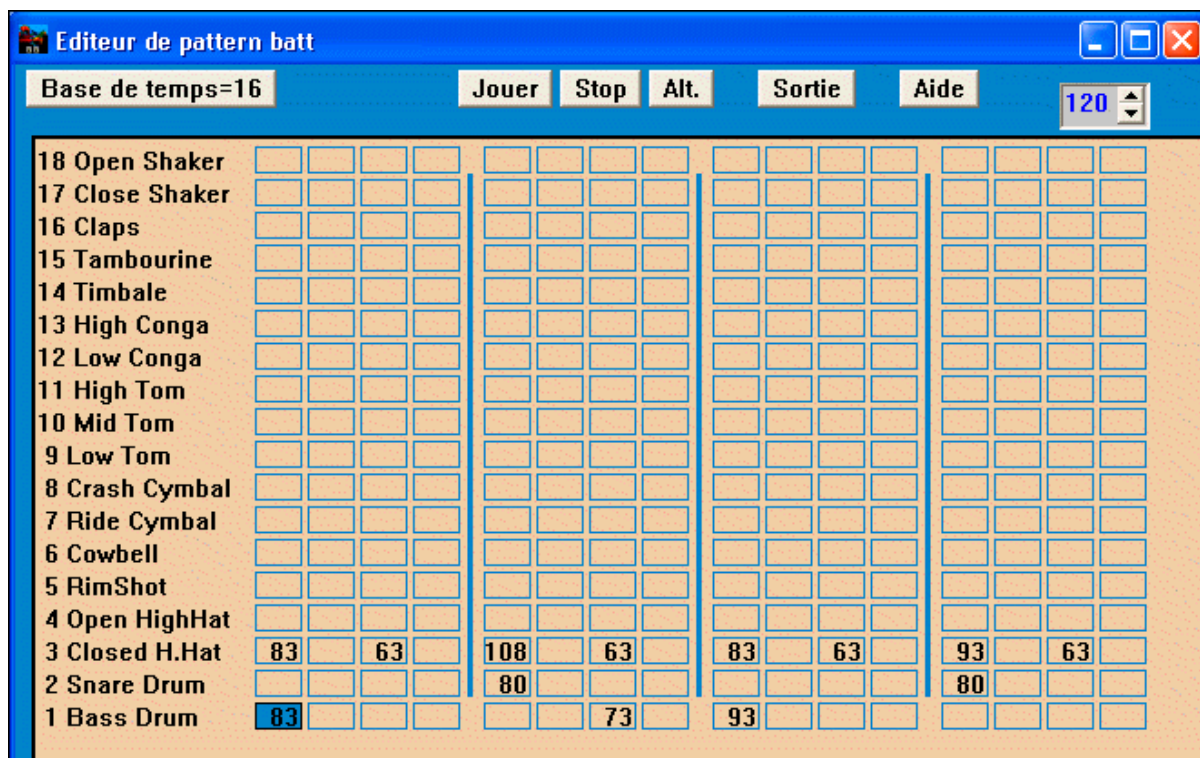 Editeur de pattern batt
Base de temps=16 Jouer Stop Alt. Sortie Aide 120
18 Open Shaker
17 Close Shaker
16 Claps
15 Tambourine
14 Timbale
13 High Conga
12 Low Conga
11 High Tom
10 Mid Tom
9 Low Tom
8 Crash Cymbal
7 Ride Cymbal
6 Cowbell
5 RimShot
4 Open HighHat
3 Closed H.Hat 83 63 108 63 83 63 93 63
2 Snare Drum 80 80
1 Bass Drum 83 73 93